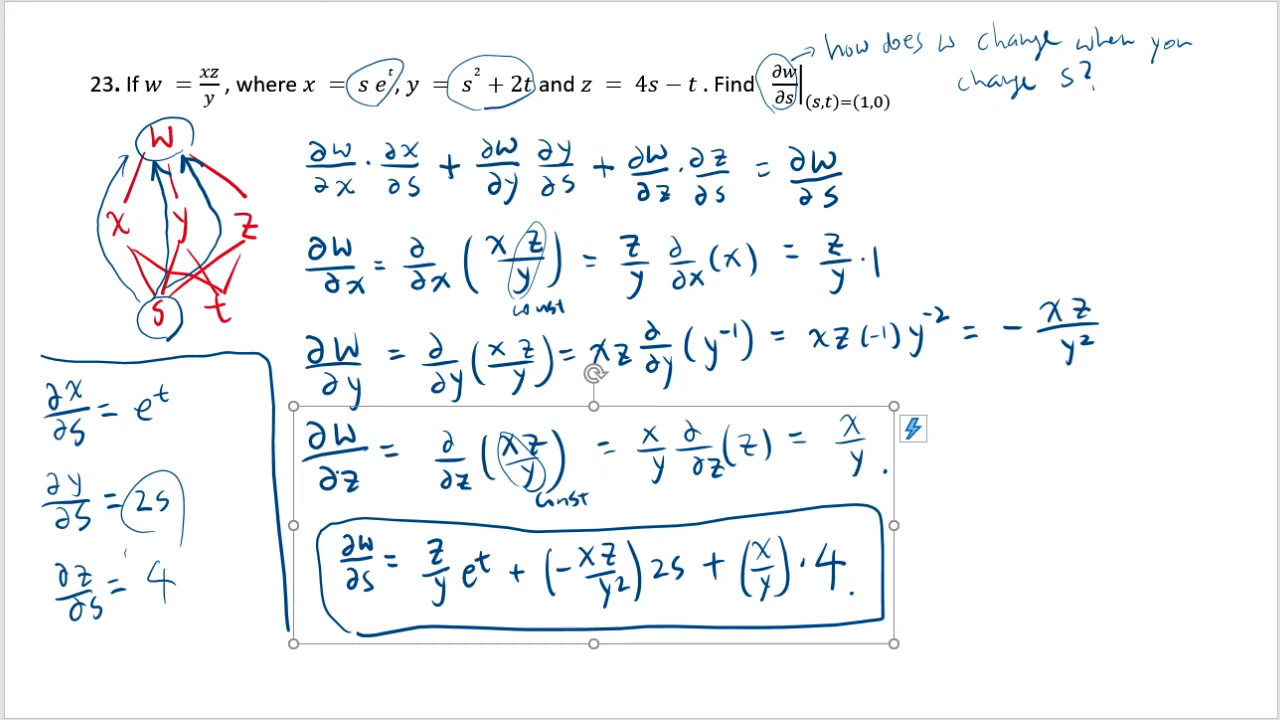 how does w change when you
change s?
23. If w = xz/y, where x = s e^t, y = s^2 + 2t and z = 4s − t. Find ∂w/∂s|(s,t)=(1,0)
W
x y z
s t
∂w/∂x · ∂x/∂s + ∂w/∂y ∂y/∂s + ∂w/∂z · ∂z/∂s = ∂w/∂s
∂w/∂x = ∂/∂x (x z/y) = z/y ∂/∂x (x) = z/y · 1
const
∂w/∂y = ∂/∂y (x z/y) = xz ∂/∂y (y^-1) = xz(-1)y^-2 = - xz/y^2
∂w/∂z = ∂/∂z (xz/y) = x/y ∂/∂z (z) = x/y .
const
∂w/∂s = z/y e^t + (- xz/y^2) 2s + (x/y) · 4.
∂x/∂s = e^t
∂y/∂s = 2s
∂z/∂s = 4